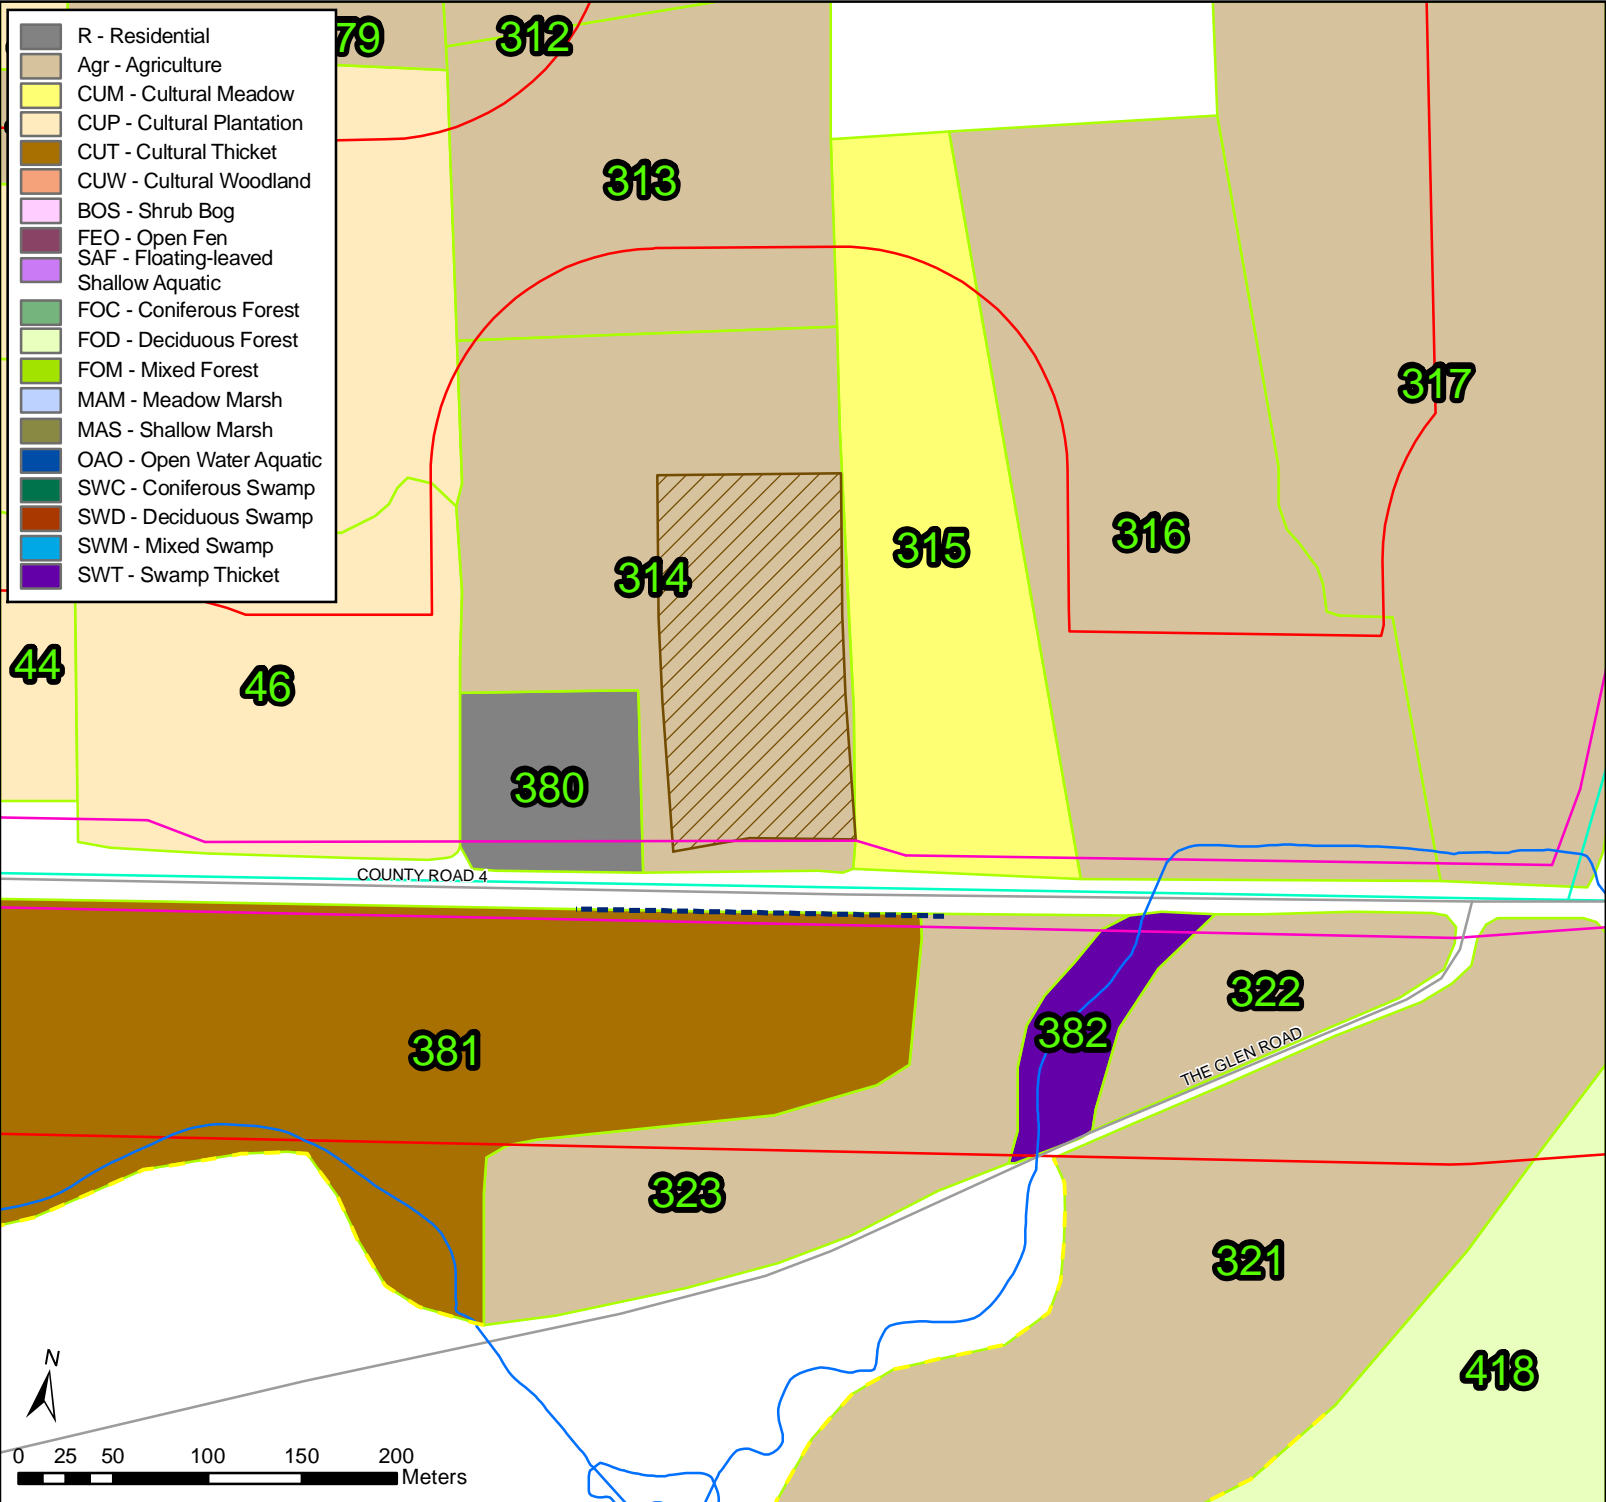 R - Residential
Agr - Agriculture
CUM - Cultural Meadow
CUP - Cultural Plantation
CUT - Cultural Thicket
CUW - Cultural Woodland
BOS - Shrub Bog
FEO - Open Fen
SAF - Floating-leaved
Shallow Aquatic
FOC - Coniferous Forest
FOD - Deciduous Forest
FOM - Mixed Forest
MAM - Meadow Marsh
MAS - Shallow Marsh
OAO - Open Water Aquatic
SWC - Coniferous Swamp
SWD - Deciduous Swamp
SWM - Mixed Swamp
SWT - Swamp Thicket
79
312
313
317
316
315
314
44
46
380
COUNTY ROAD 4
322
382
381
THE GLEN ROAD
323
321
418
N
0 25 50 100 150 200
Meters